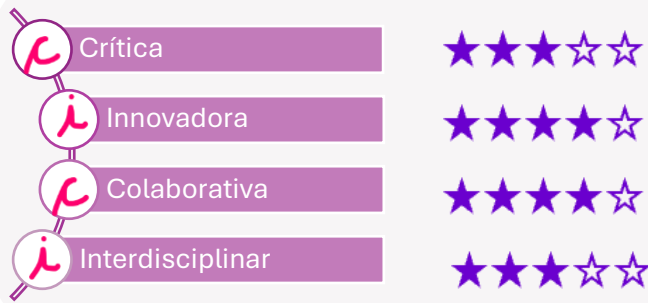 c Crítica
i Innovadora
c Colaborativa
i Interdisciplinar